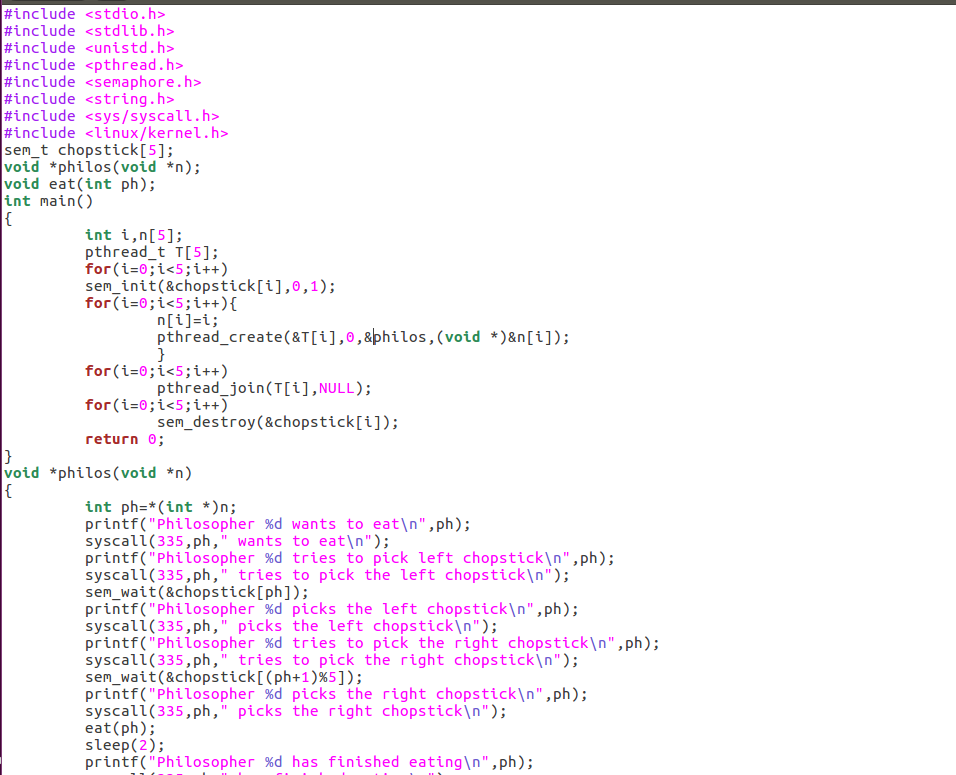 #include <stdio.h>
#include <stdlib.h>
#include <unistd.h>
#include <pthread.h>
#include <semaphore.h>
#include <string.h>
#include <sys/syscall.h>
#include <linux/kernel.h>
sem_t chopstick[5];
void *philos(void *n);
void eat(int ph);
int main()
{
        int i,n[5];
        pthread_t T[5];
        for(i=0;i<5;i++)
        sem_init(&chopstick[i],0,1);
        for(i=0;i<5;i++){
                n[i]=i;
                pthread_create(&T[i],0,&philos,(void *)&n[i]);
                }
        for(i=0;i<5;i++)
                pthread_join(T[i],NULL);
        for(i=0;i<5;i++)
                sem_destroy(&chopstick[i]);
        return 0;
}
void *philos(void *n)
{
        int ph=*(int *)n;
        printf("Philosopher %d wants to eat\n",ph);
        syscall(335,ph," wants to eat\n");
        printf("Philosopher %d tries to pick left chopstick\n",ph);
        syscall(335,ph," tries to pick the left chopstick\n");
        sem_wait(&chopstick[ph]);
        printf("Philosopher %d picks the left chopstick\n",ph);
        syscall(335,ph," picks the left chopstick\n");
        printf("Philosopher %d tries to pick the right chopstick\n",ph);
        syscall(335,ph," tries to pick the right chopstick\n");
        sem_wait(&chopstick[(ph+1)%5]);
        printf("Philosopher %d picks the right chopstick\n",ph);
        syscall(335,ph," picks the right chopstick\n");
        eat(ph);
        sleep(2);
        printf("Philosopher %d has finished eating\n",ph);